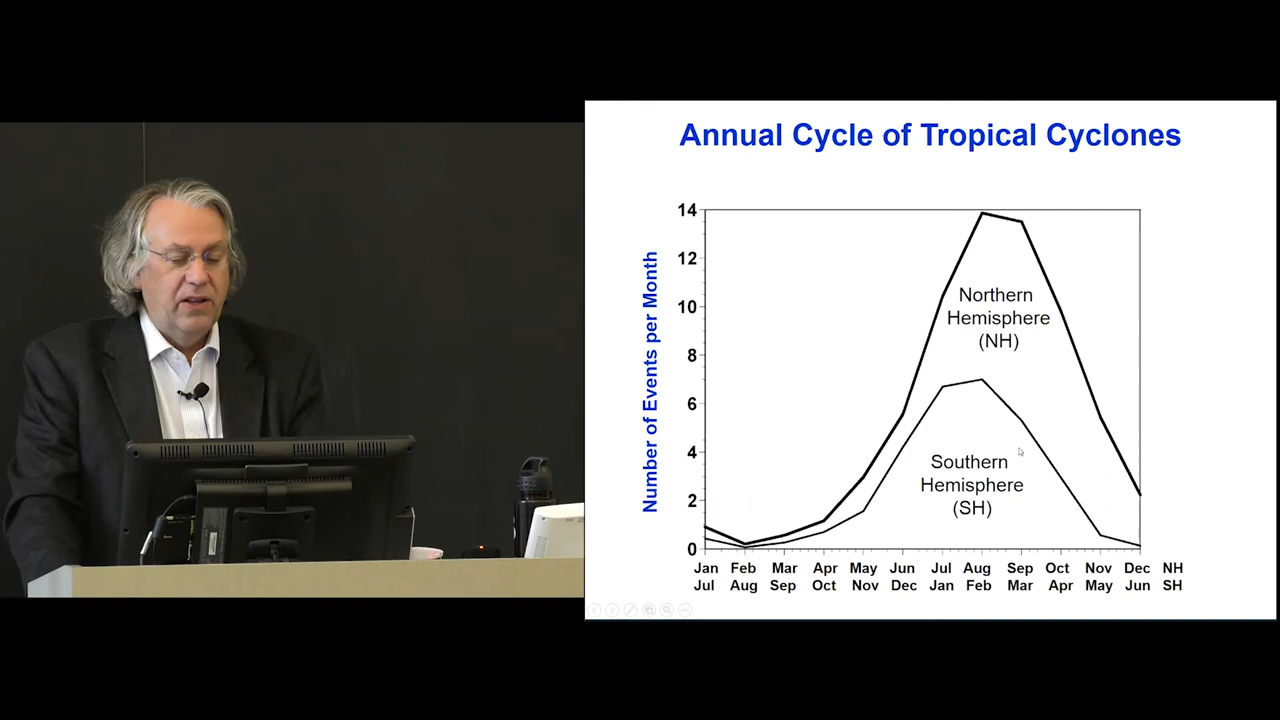 Annual Cycle of Tropical Cyclones
Number of Events per Month
14
12
10
8
6
4
2
0
Northern
Hemisphere
(NH)
Southern
Hemisphere
(SH)
Jan Feb Mar Apr May Jun Jul Aug Sep Oct Nov Dec NH
Jul Aug Sep Oct Nov Dec Jan Feb Mar Apr May Jun SH